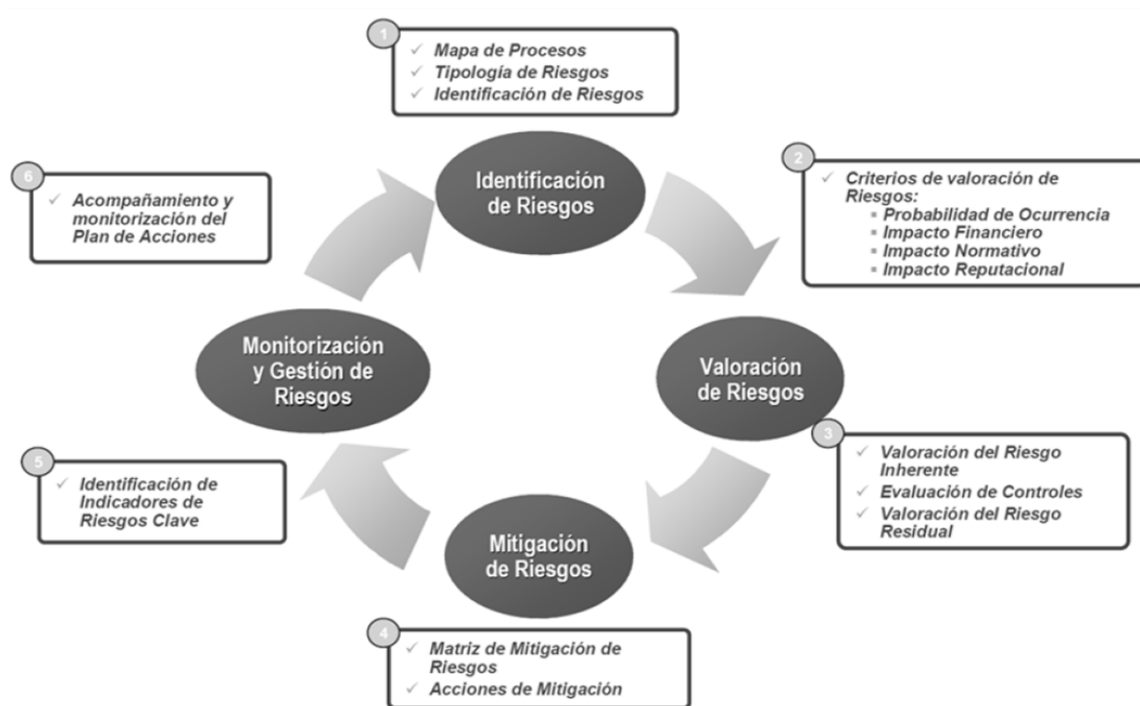 1
✓ Mapa de Procesos
✓ Tipología de Riesgos
✓ Identificación de Riesgos
Identificación
de Riesgos
2
✓ Criterios de valoración de
Riesgos:
▪ Probabilidad de Ocurrencia
▪ Impacto Financiero
▪ Impacto Normativo
▪ Impacto Reputacional
Valoración
de Riesgos
3
✓ Valoración del Riesgo
Inherente
✓ Evaluación de Controles
✓ Valoración del Riesgo
Residual
Mitigación
de Riesgos
4
✓ Matriz de Mitigación de
Riesgos
✓ Acciones de Mitigación
5
✓ Identificación de
Indicadores de
Riesgos Clave
Monitorización
y Gestión de
Riesgos
6
✓ Acompañamiento y
monitorización del
Plan de Acciones